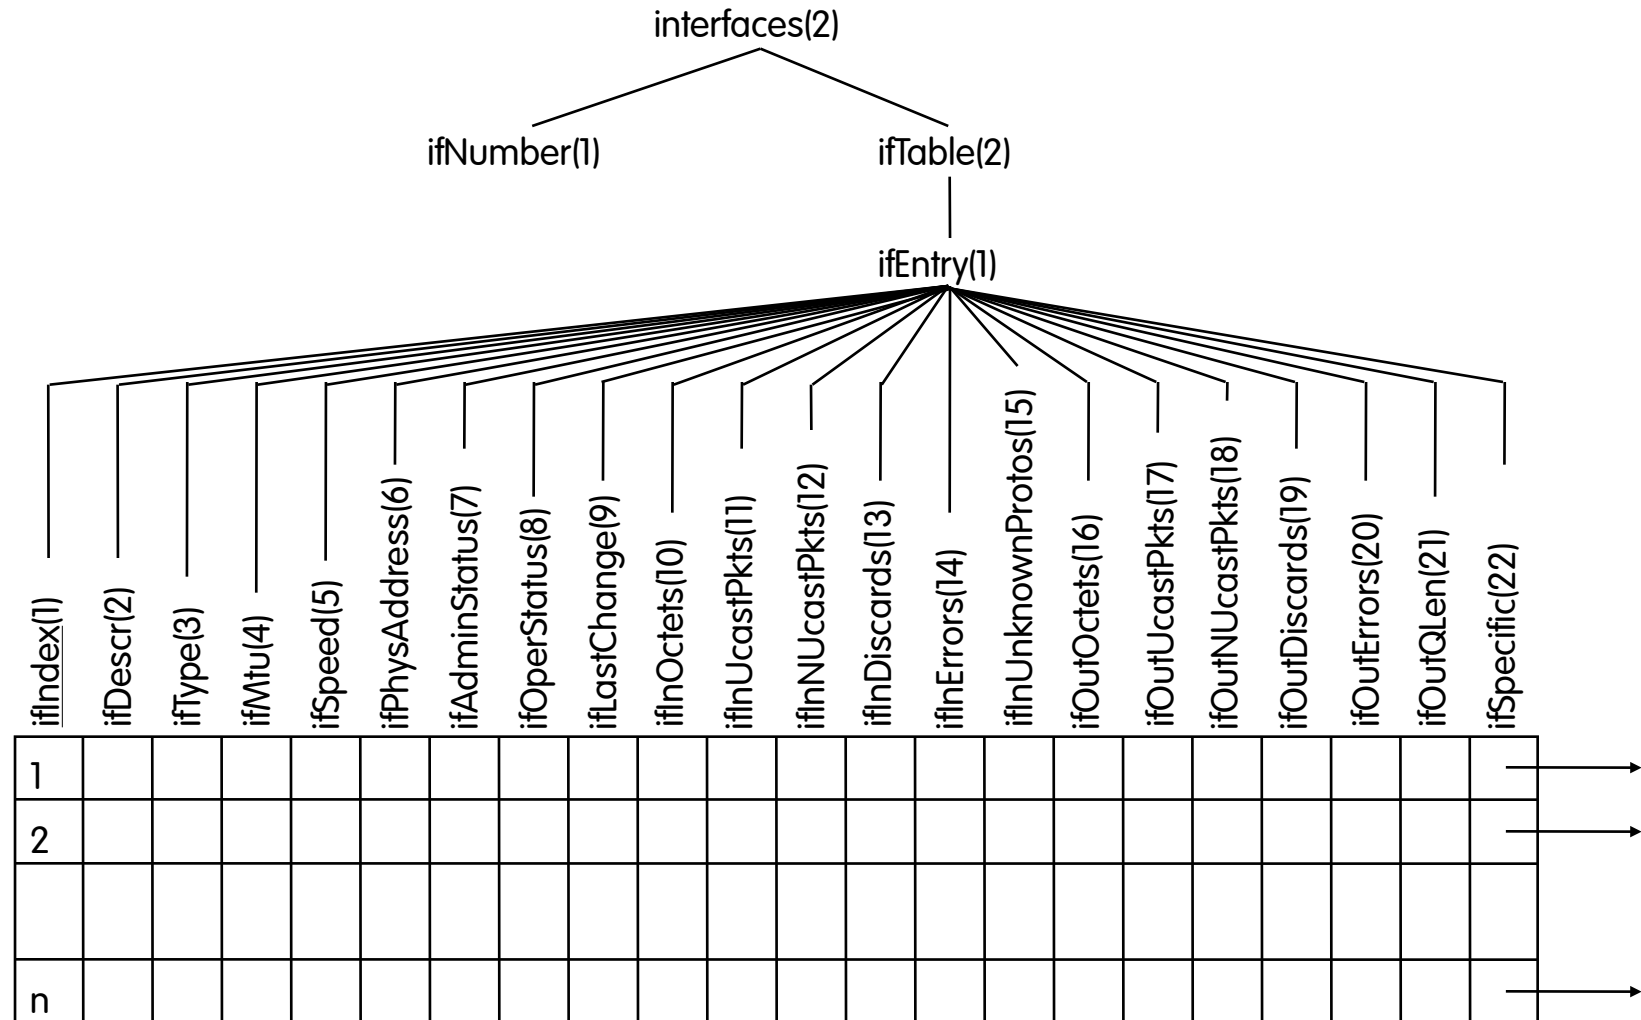 interfaces(2)
ifNumber(1)
ifTable(2)
ifEntry(1)
ifIndex(1)
ifDescr(2)
ifType(3)
ifMtu(4)
ifSpeed(5)
ifPhysAddress(6)
ifAdminStatus(7)
ifOperStatus(8)
ifLastChange(9)
ifInOctets(10)
ifInUcastPkts(11)
ifInNUcastPkts(12)
ifInDiscards(13)
ifInErrors(14)
ifInUnknownProtos(15)
ifOutOctets(16)
ifOutUcastPkts(17)
ifOutNUcastPkts(18)
ifOutDiscards(19)
ifOutErrors(20)
ifOutQLen(21)
ifSpecific(22)
1
2
n